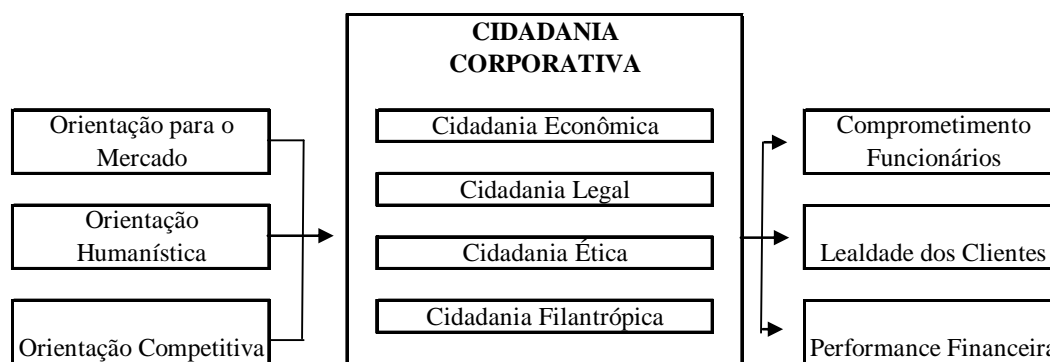 CIDADANIA
CORPORATIVA
Orientação para o
Mercado
Orientação
Humanística
Orientação Competitiva
Cidadania Econômica
Cidadania Legal
Cidadania Ética
Cidadania Filantrópica
Comprometimento
Funcionários
Lealdade dos Clientes
Performance Financeira